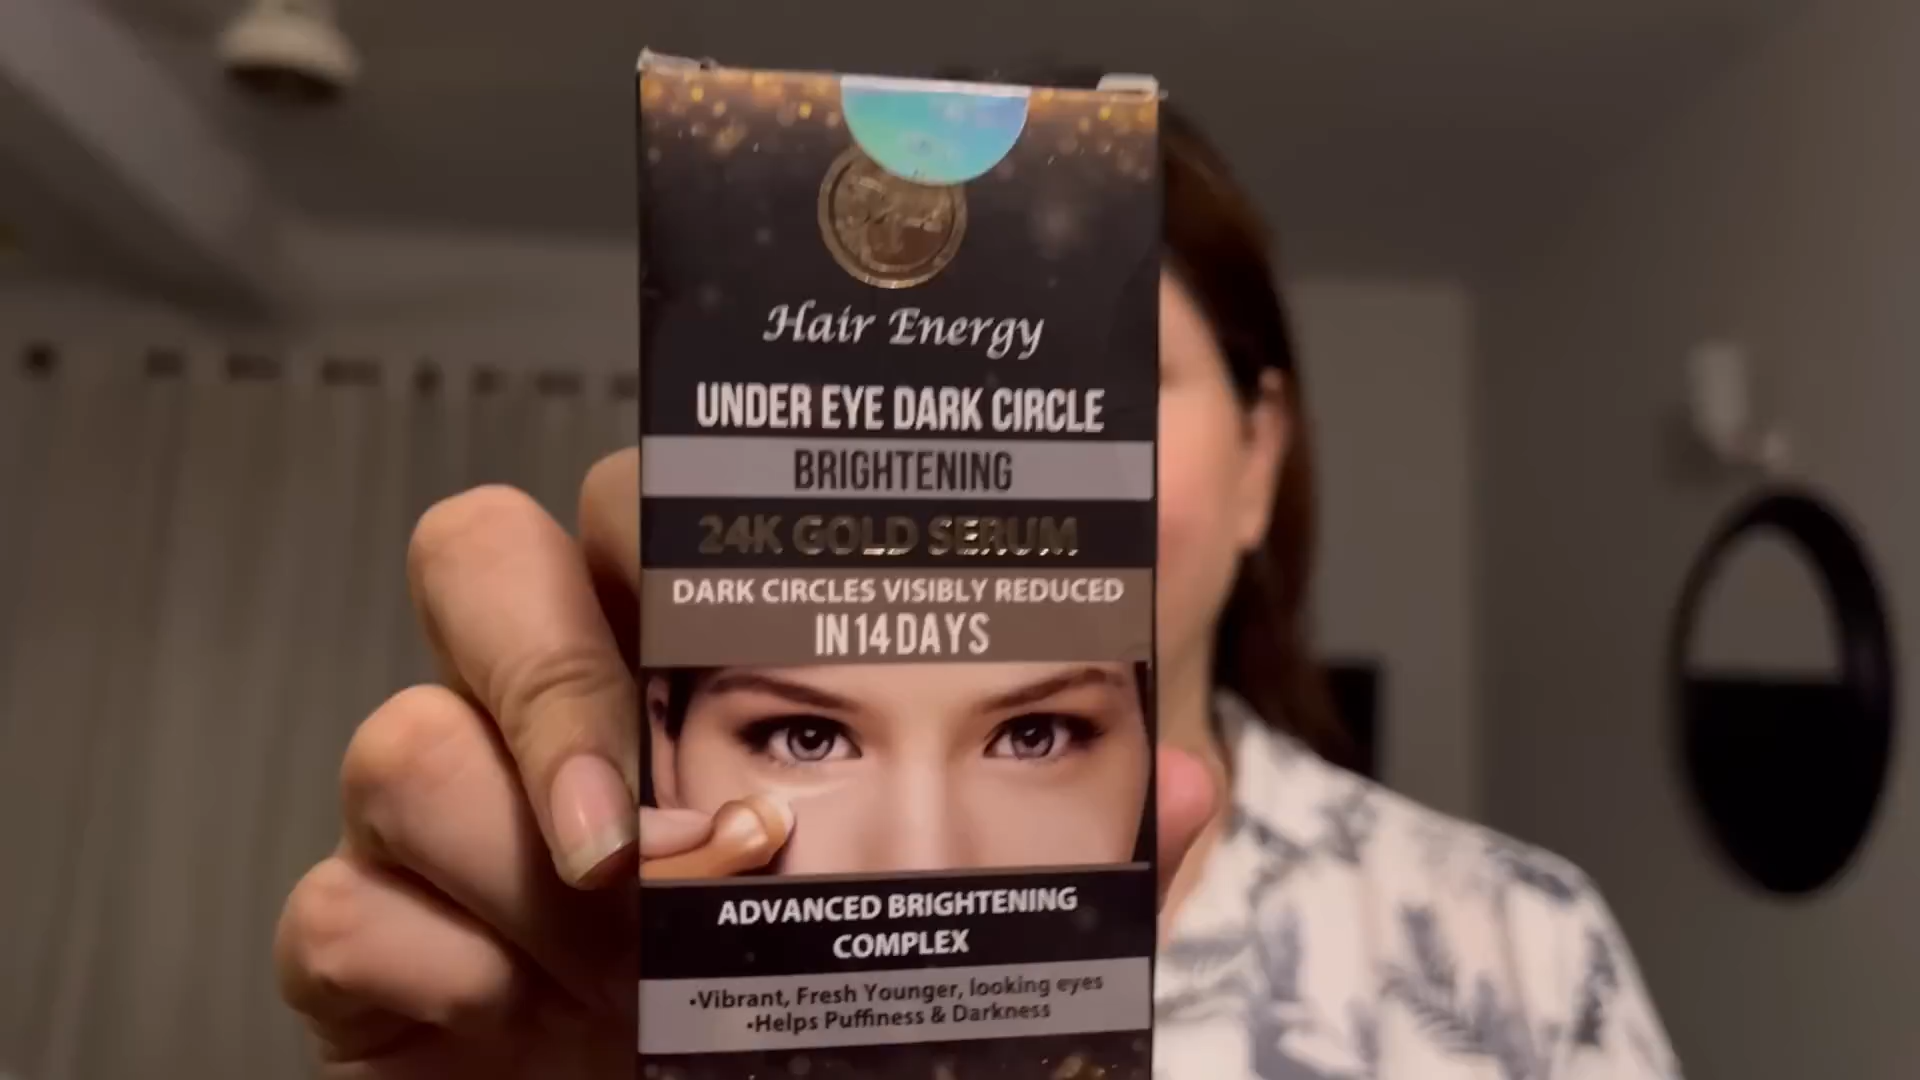 Hair Energy
UNDER EYE DARK CIRCLE
BRIGHTENING
24K GOLD SERUM
DARK CIRCLES VISIBLY REDUCED
IN 14 DAYS
ADVANCED BRIGHTENING
COMPLEX
•Vibrant, Fresh Younger, looking eyes
•Helps Puffiness & Darkness